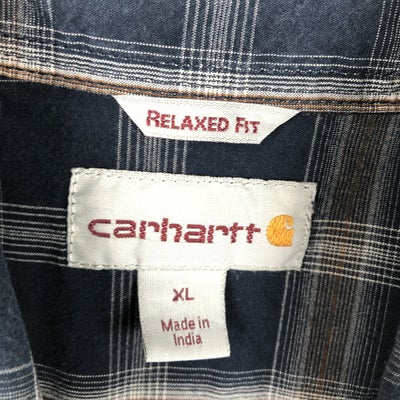 RELAXED FIT
carhartt
XL
Made in
India